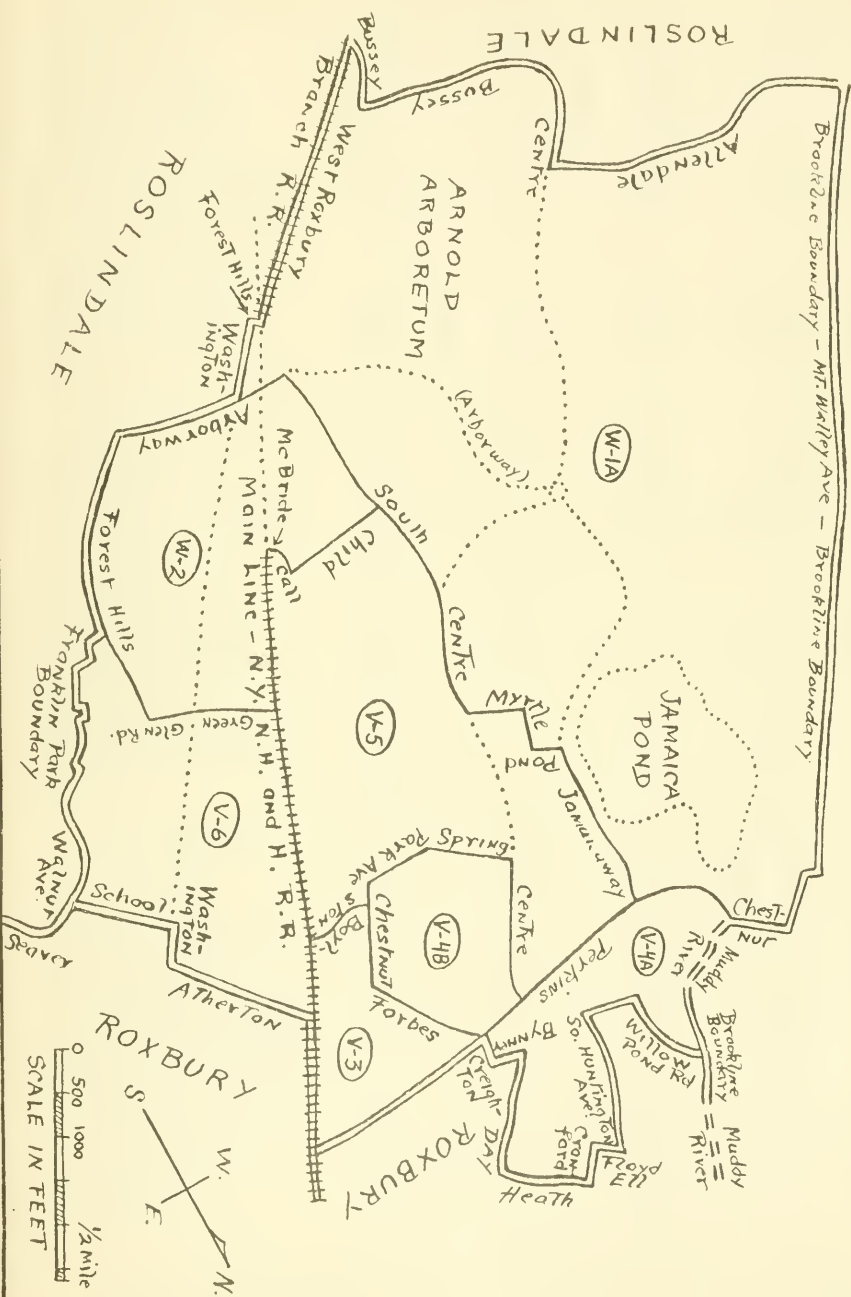 ROSLINDALE
Bussey
Bussey
Centre
Allendale
Brookline Boundary – MT. Walley Ave – Brookline Boundary
West Roxbury
Branch R.R.
ROSLINDALE
Forest Hills
Wash-
ington
ARNOLD
ARBORETUM
(Arborway)
W-1A
JAMAICA
POND
Arborway
McBride
Call
Child
South
Centre
Myrtle
Pond
Jamaicaway
Chest-
nut
Muddy
River
V-4A
Brookline
Boundary
Muddy
River
Willow
Pond Rd
So. Huntington
Ave.
Cran
ford
Floyd
Ell
Heath
Day
Creigh-
ton
Bynner
Perkins
V-5
Spring
Park Ave
Centre
V-4B
Chestnut
Boyl-
ston
Forbes
V-3
ROXBURY
MAIN LINE – N.Y. N.H. and H. R.R.
W-2
Forest Hills
Green
Glen Rd.
V-6
Franklin Park
Boundary
Walnut
Ave.
Seaver
School
Wash-
ington
Atherton
ROXBURY
S.
W.
E.
N.
0 500 1000 1/2 Mile
SCALE IN FEET